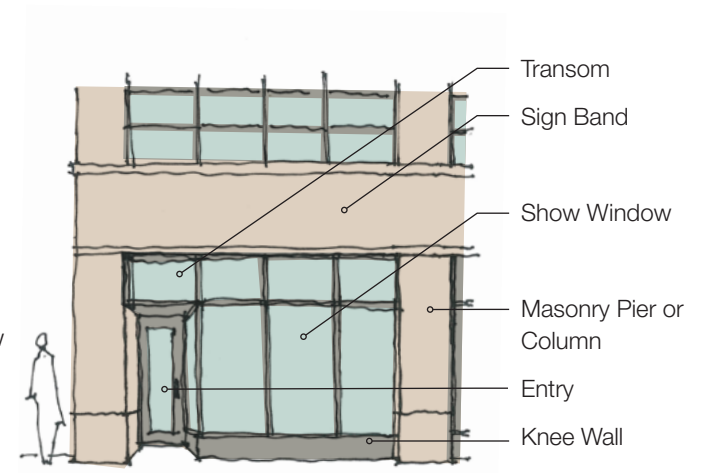 Transom
Sign Band
Show Window
Masonry Pier or
Column
Entry
Knee Wall